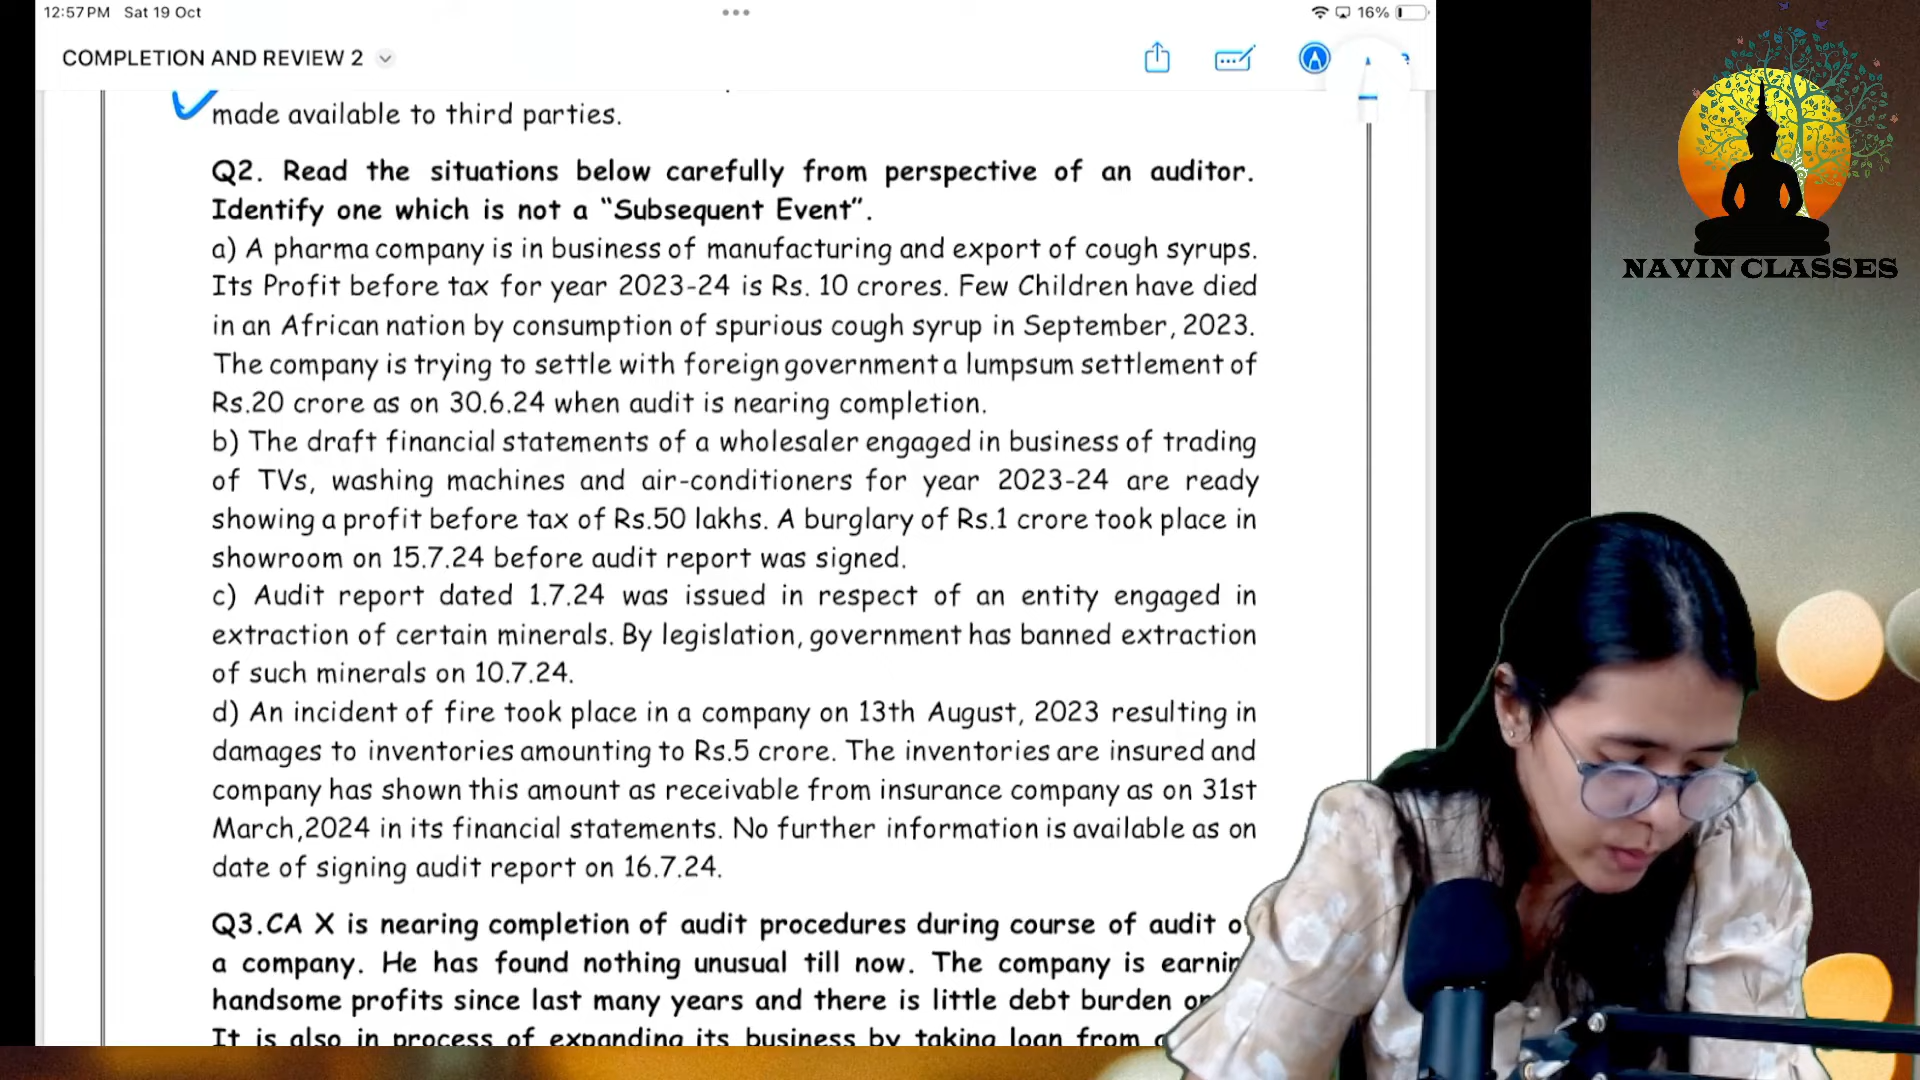 12:57 PM Sat 19 Oct
16%
COMPLETION AND REVIEW 2
made available to third parties.
Q2. Read the situations below carefully from perspective of an auditor.
Identify one which is not a “Subsequent Event”.
a) A pharma company is in business of manufacturing and export of cough syrups.
Its Profit before tax for year 2023-24 is Rs. 10 crores. Few Children have died
in an African nation by consumption of spurious cough syrup in September, 2023.
The company is trying to settle with foreign government a lumpsum settlement of
Rs.20 crore as on 30.6.24 when audit is nearing completion.
b) The draft financial statements of a wholesaler engaged in business of trading
of TVs, washing machines and air-conditioners for year 2023-24 are ready
showing a profit before tax of Rs.50 lakhs. A burglary of Rs.1 crore took place in
showroom on 15.7.24 before audit report was signed.
c) Audit report dated 1.7.24 was issued in respect of an entity engaged in
extraction of certain minerals. By legislation, government has banned extraction
of such minerals on 10.7.24.
d) An incident of fire took place in a company on 13th August, 2023 resulting in
damages to inventories amounting to Rs.5 crore. The inventories are insured and
company has shown this amount as receivable from insurance company as on 31st
March,2024 in its financial statements. No further information is available as on
date of signing audit report on 16.7.24.
Q3.CA X is nearing completion of audit procedures during course of audit
a company. He has found nothing unusual till now. The company is
handsome profits since last many years and there is little debt burden
It is also in process of expanding its business by taking loan from
NAVIN CLASSES